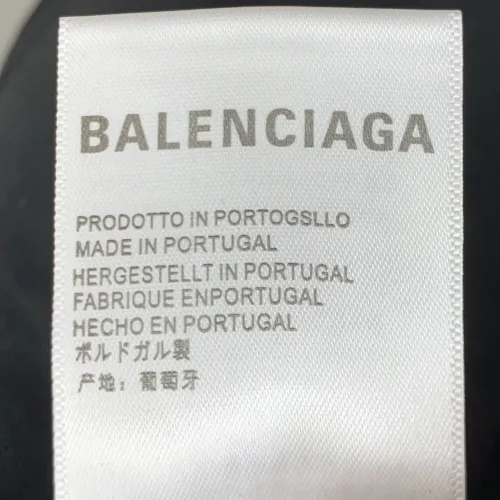 BALENCIAGA
PRODOTTO IN PORTOGSLLO
MADE IN PORTUGAL
HERGESTELLT IN PORTUGAL
FABRIQUE ENPORTUGAL
HECHO EN PORTUGAL
ボルドガル製
产地：葡萄牙